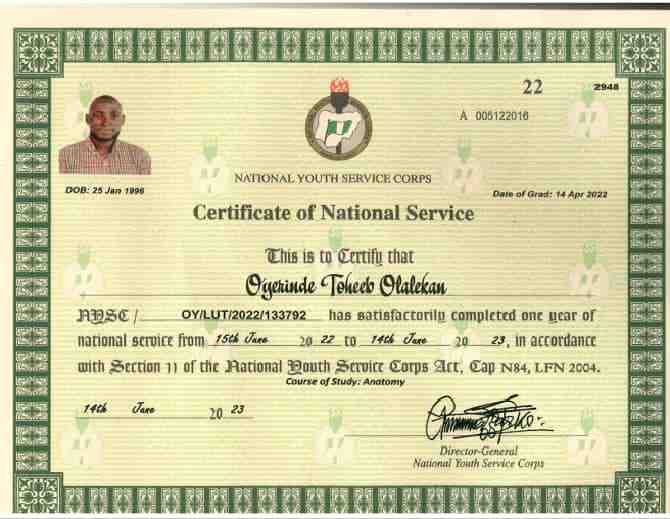 22
2948
A 005122016
NATIONAL YOUTH SERVICE CORPS
DOB: 25 Jan 1996
Date of Grad: 14 Apr 2022
Certificate of National Service
This is to Certify that
Oyerinde Toheeb Olalekan
NYSC / OY/LUT/2022/133792 has satisfactorily completed one year of
national service from 15th June 20 22 to 14th June 20 23, in accordance
with Section 11 of the National Youth Service Corps Act, Cap N84, LFN 2004.
Course of Study: Anatomy
14th June 20 23
Director-General
National Youth Service Corps